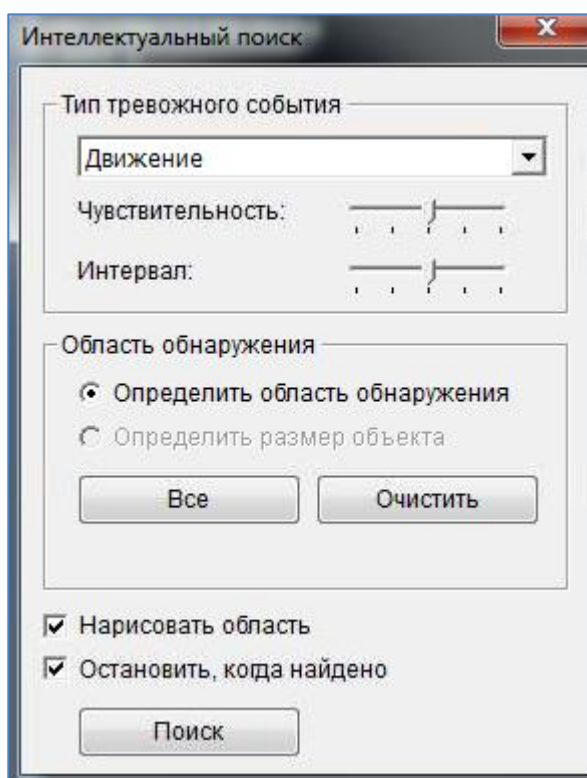 Интеллектуальный поиск
Тип тревожного события
Движение
Чувствительность:
Интервал:
Область обнаружения
Определить область обнаружения
Определить размер объекта
Все Очистить
Нарисовать область
Остановить, когда найдено
Поиск